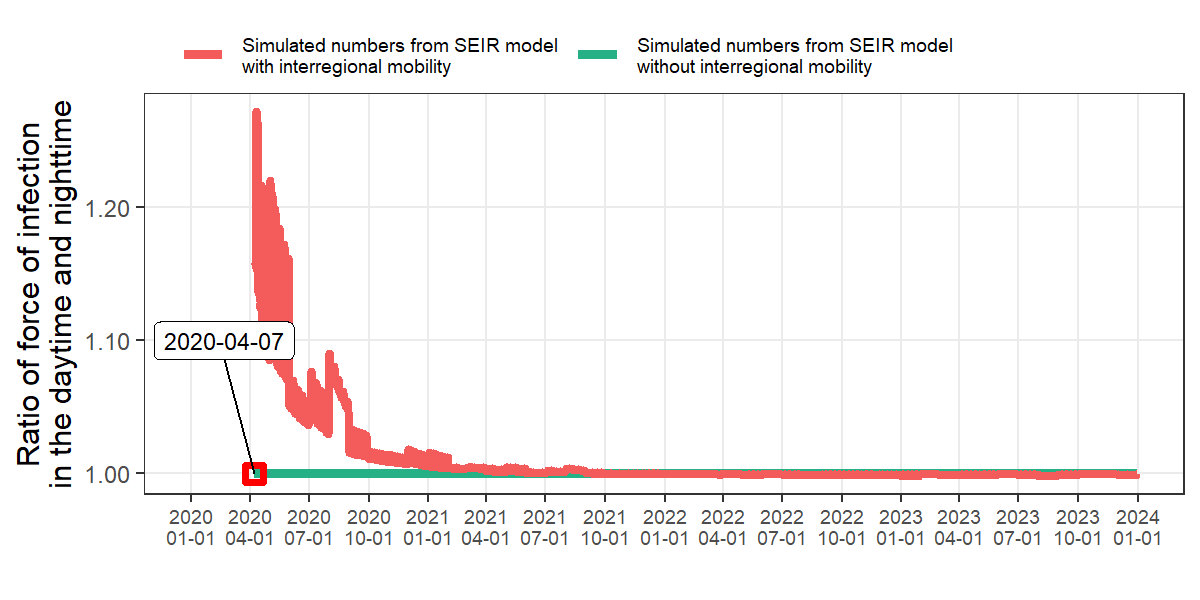 Simulated numbers from SEIR model
with interregional mobility
Simulated numbers from SEIR model
without interregional mobility
Ratio of force of infection
in the daytime and nighttime
1.20
1.10
1.00
2020-04-07
2020 2020 2020 2020 2021 2021 2021 2021 2022 2022 2022 2022 2023 2023 2023 2023 2024
01-01 04-01 07-01 10-01 01-01 04-01 07-01 10-01 01-01 04-01 07-01 10-01 01-01 04-01 07-01 10-01 01-01